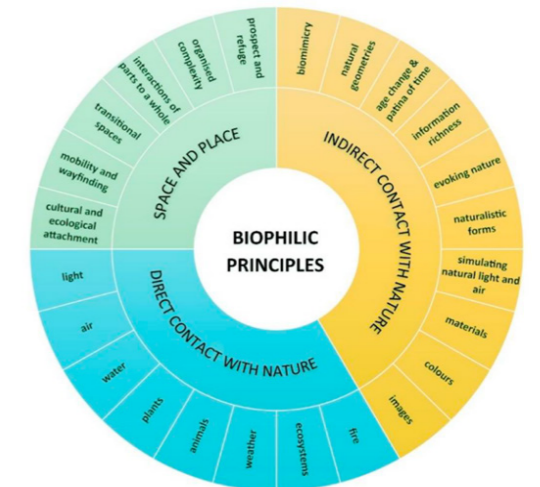 BIOPHILIC
PRINCIPLES
SPACE AND PLACE
cultural and
ecological
attachment
mobility and
wayfinding
transitional
spaces
interactions of
parts to a whole
organised
complexity
prospect and
refuge
INDIRECT CONTACT WITH NATURE
biomimicry
natural
geometries
age change &
patina of time
information
richness
evoking nature
naturalistic
forms
simulating
natural light and
air
materials
colours
images
DIRECT CONTACT WITH NATURE
light
air
water
plants
animals
weather
ecosystems
fire